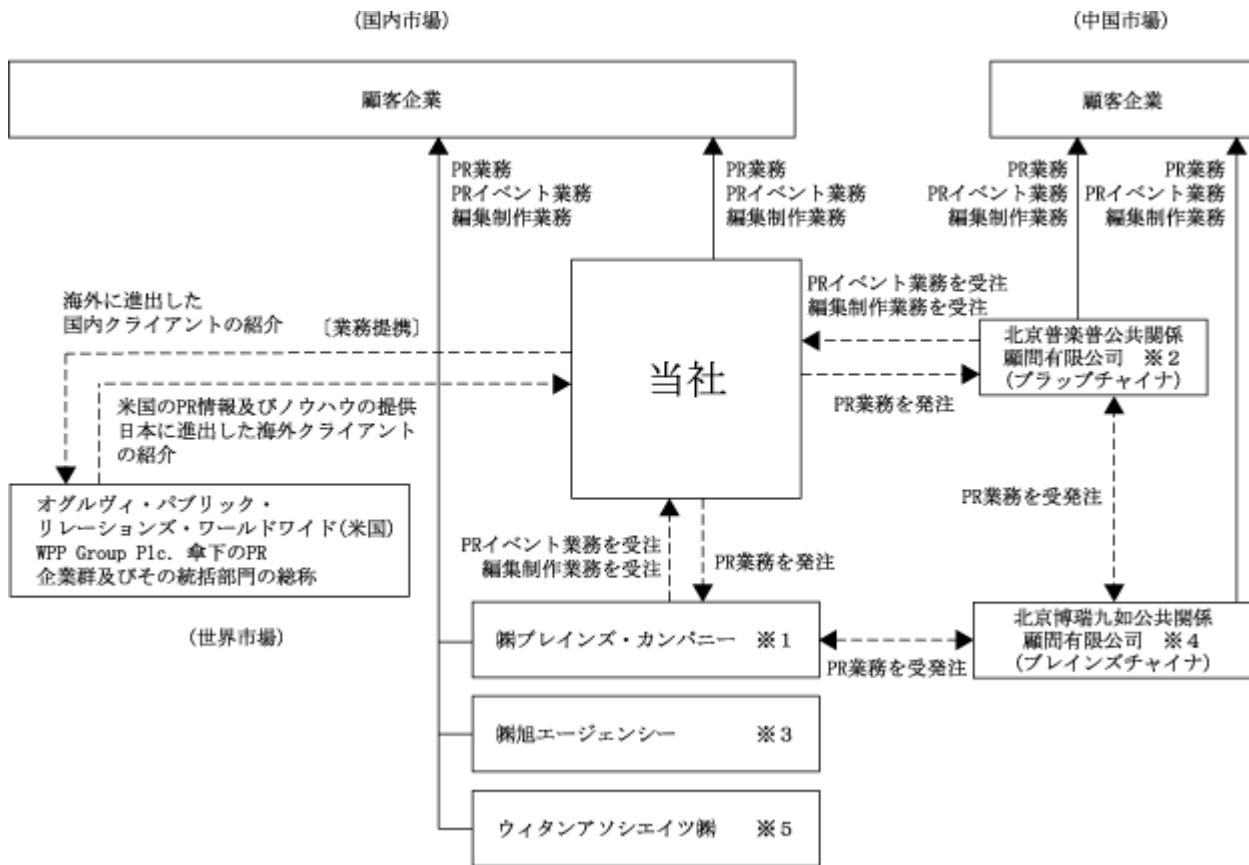 (国内市場)
(中国市場)
顧客企業
顧客企業
PR業務
PRイベント業務
編集制作業務
PR業務
PRイベント業務
編集制作業務
PR業務
PRイベント業務
編集制作業務
PR業務
PRイベント業務
編集制作業務
海外に進出した
国内クライアントの紹介
〔業務提携〕
当社
PRイベント業務を受注
編集制作業務を受注
PR業務を発注
北京普楽普公共関係
顧問有限公司 ※2
(プラップチャイナ)
米国のPR情報及びノウハウの提供
日本に進出した海外クライアント
の紹介
オグルヴィ・パブリック・
リレーションズ・ワールドワイド(米国)
WPP Group Plc. 傘下のPR
企業群及びその統括部門の総称
(世界市場)
PRイベント業務を受注
編集制作業務を受注
PR業務を発注
PR業務を受発注
㈱ブレインズ・カンパニー ※1
PR業務を受発注
北京博瑞九如公共関係
顧問有限公司 ※4
(ブレインズチャイナ)
㈱旭エージェンシー ※3
ウィタンアソシエイツ㈱ ※5